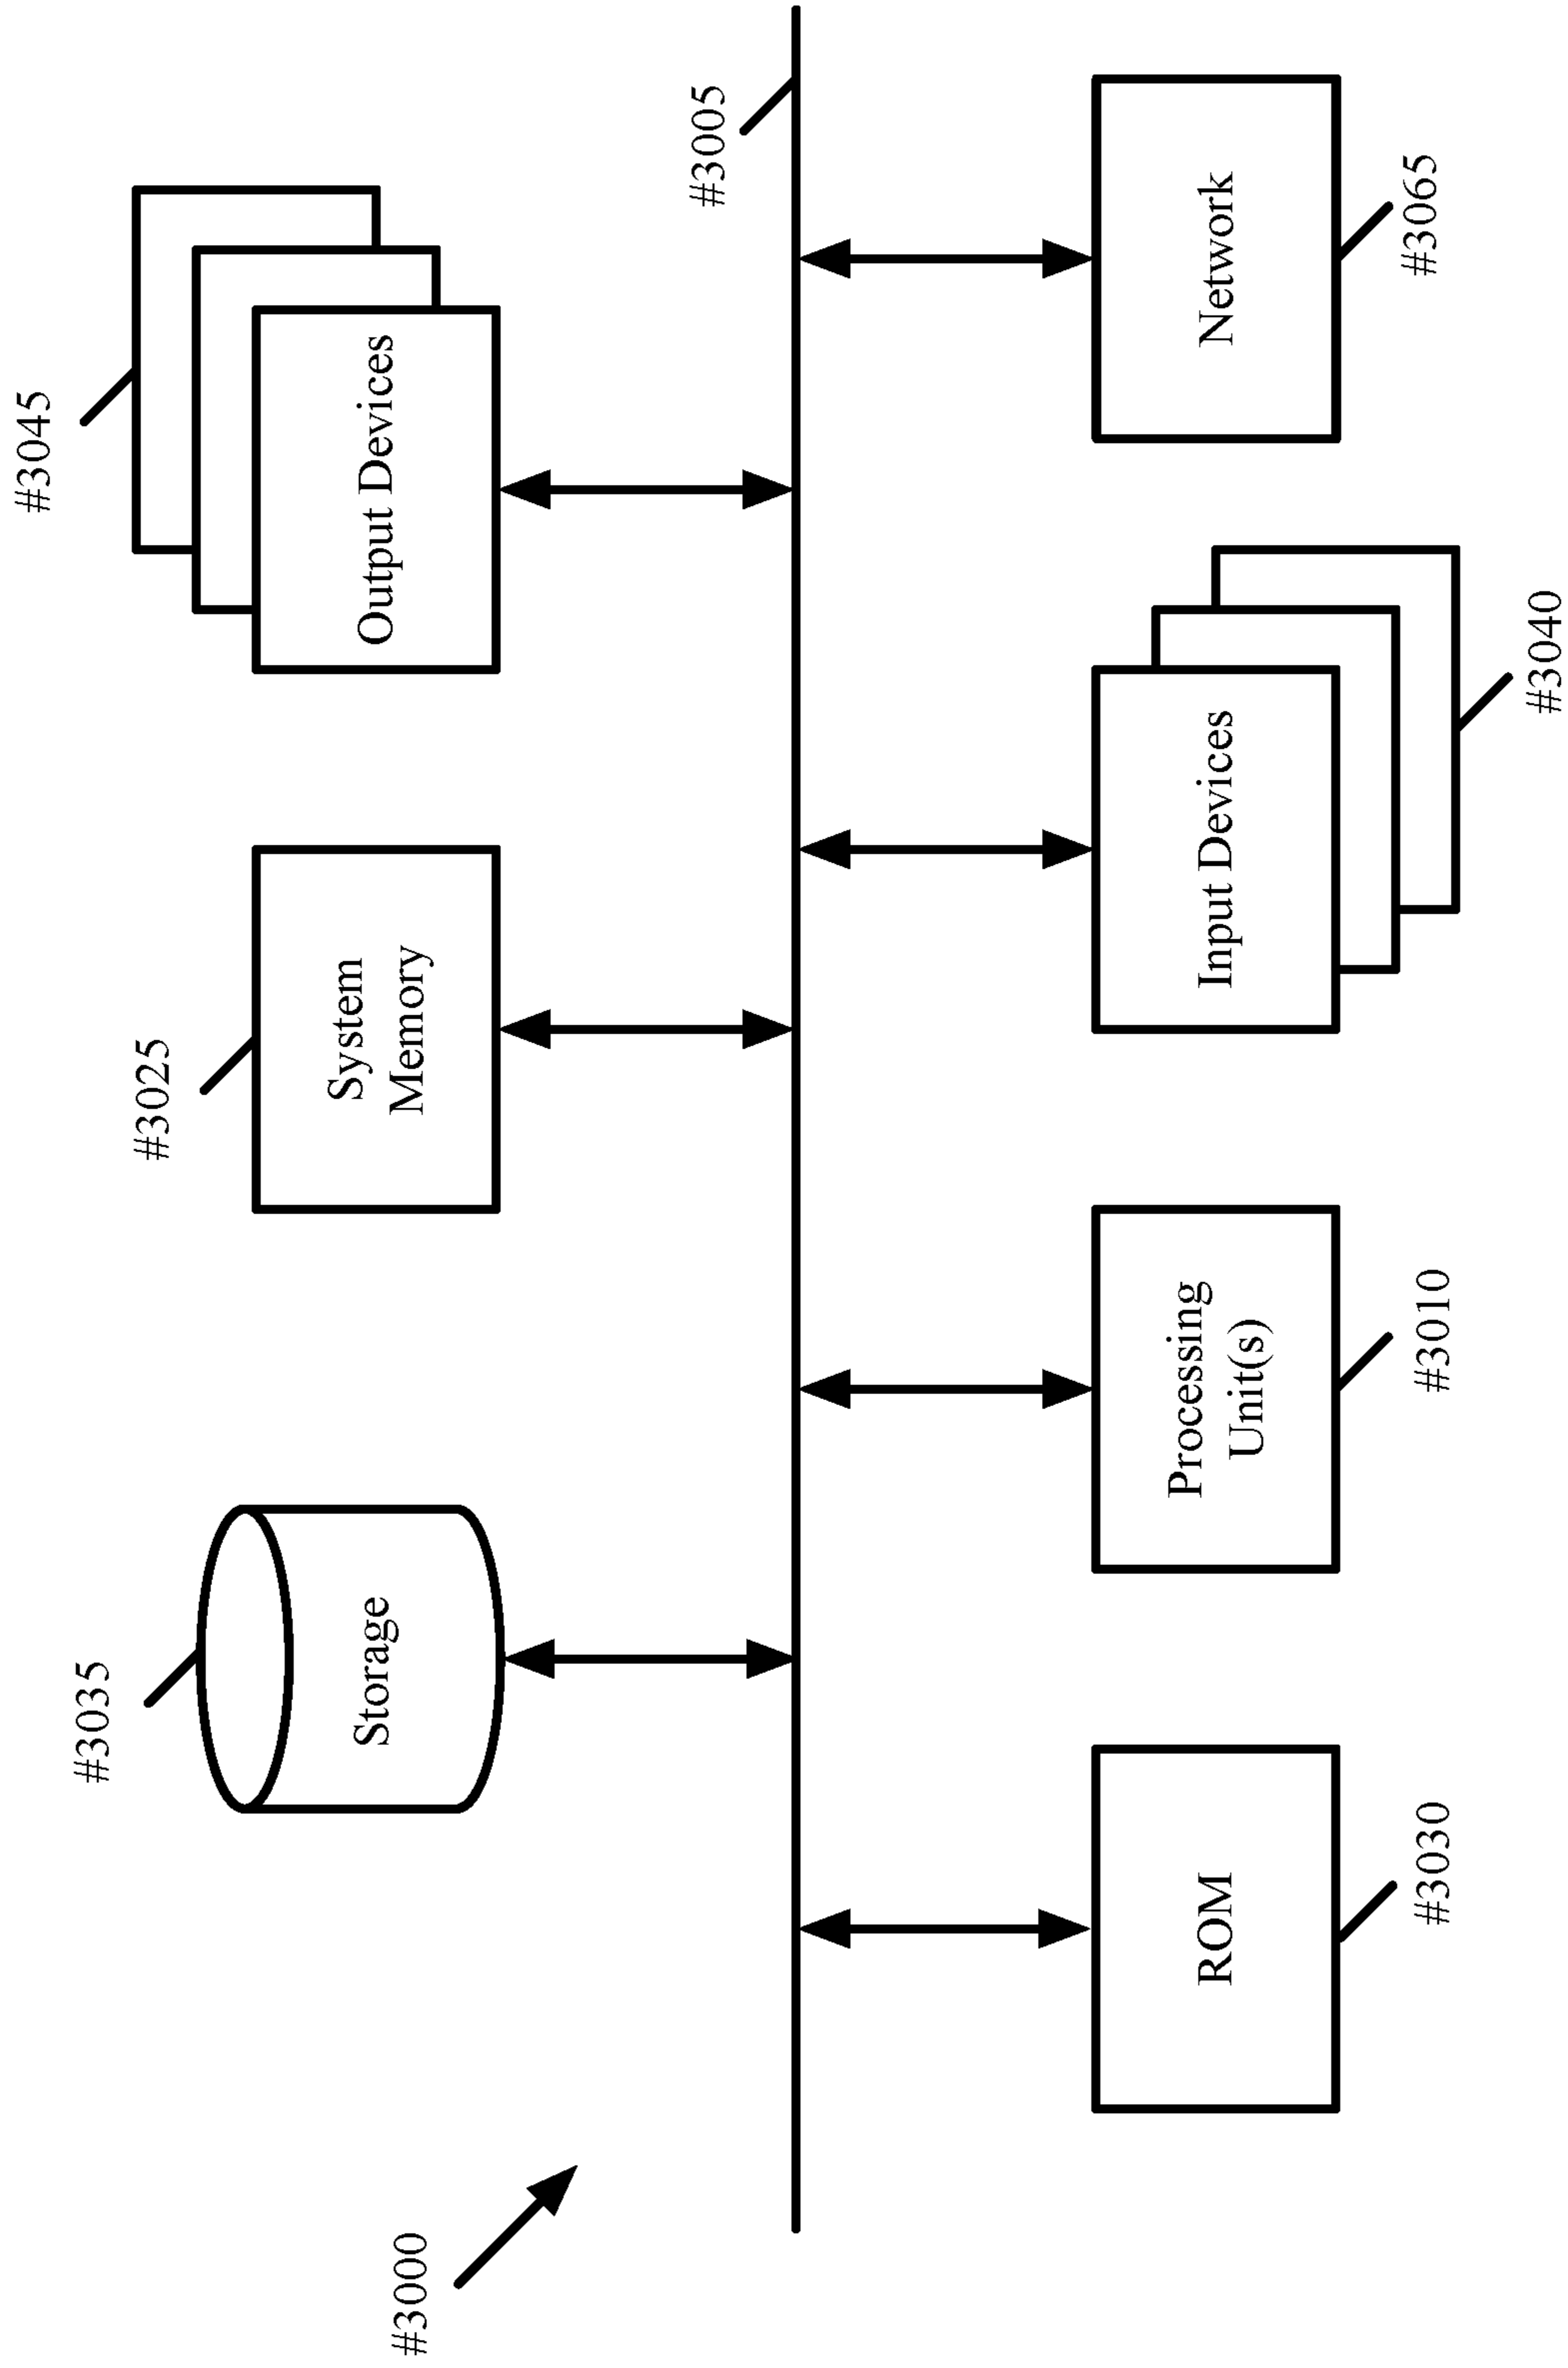 #3035
Storage
#3025
System
Memory
#3045
Output Devices
#3005
#3000
ROM
#3030
Processing
Unit(s)
#3010
Input Devices
#3040
Network
#3065